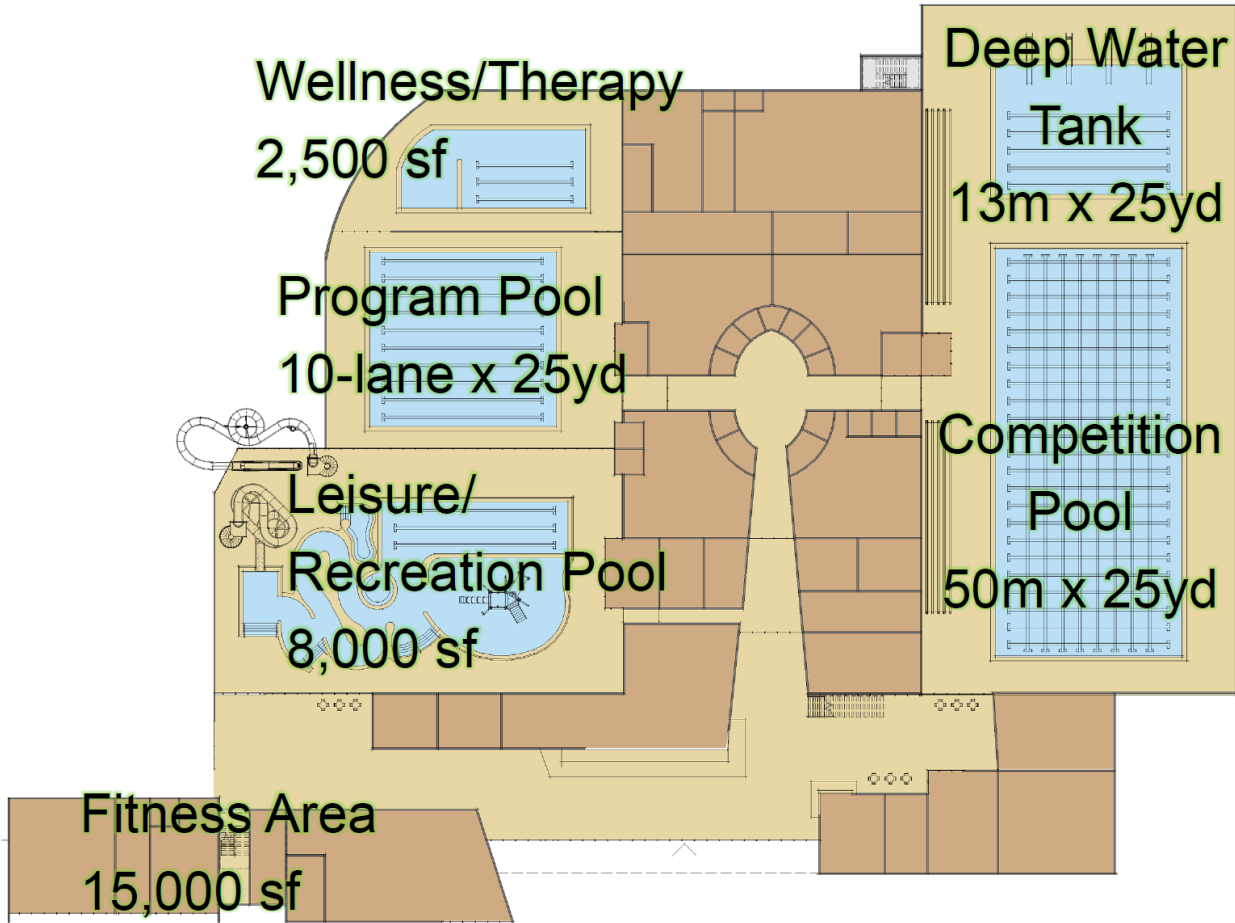 Wellness/Therapy
2,500 sf
Deep Water
Tank
13m x 25yd
Program Pool
10-lane x 25yd
Competition
Pool
50m x 25yd
Leisure/
Recreation Pool
8,000 sf
Fitness Area
15,000 sf